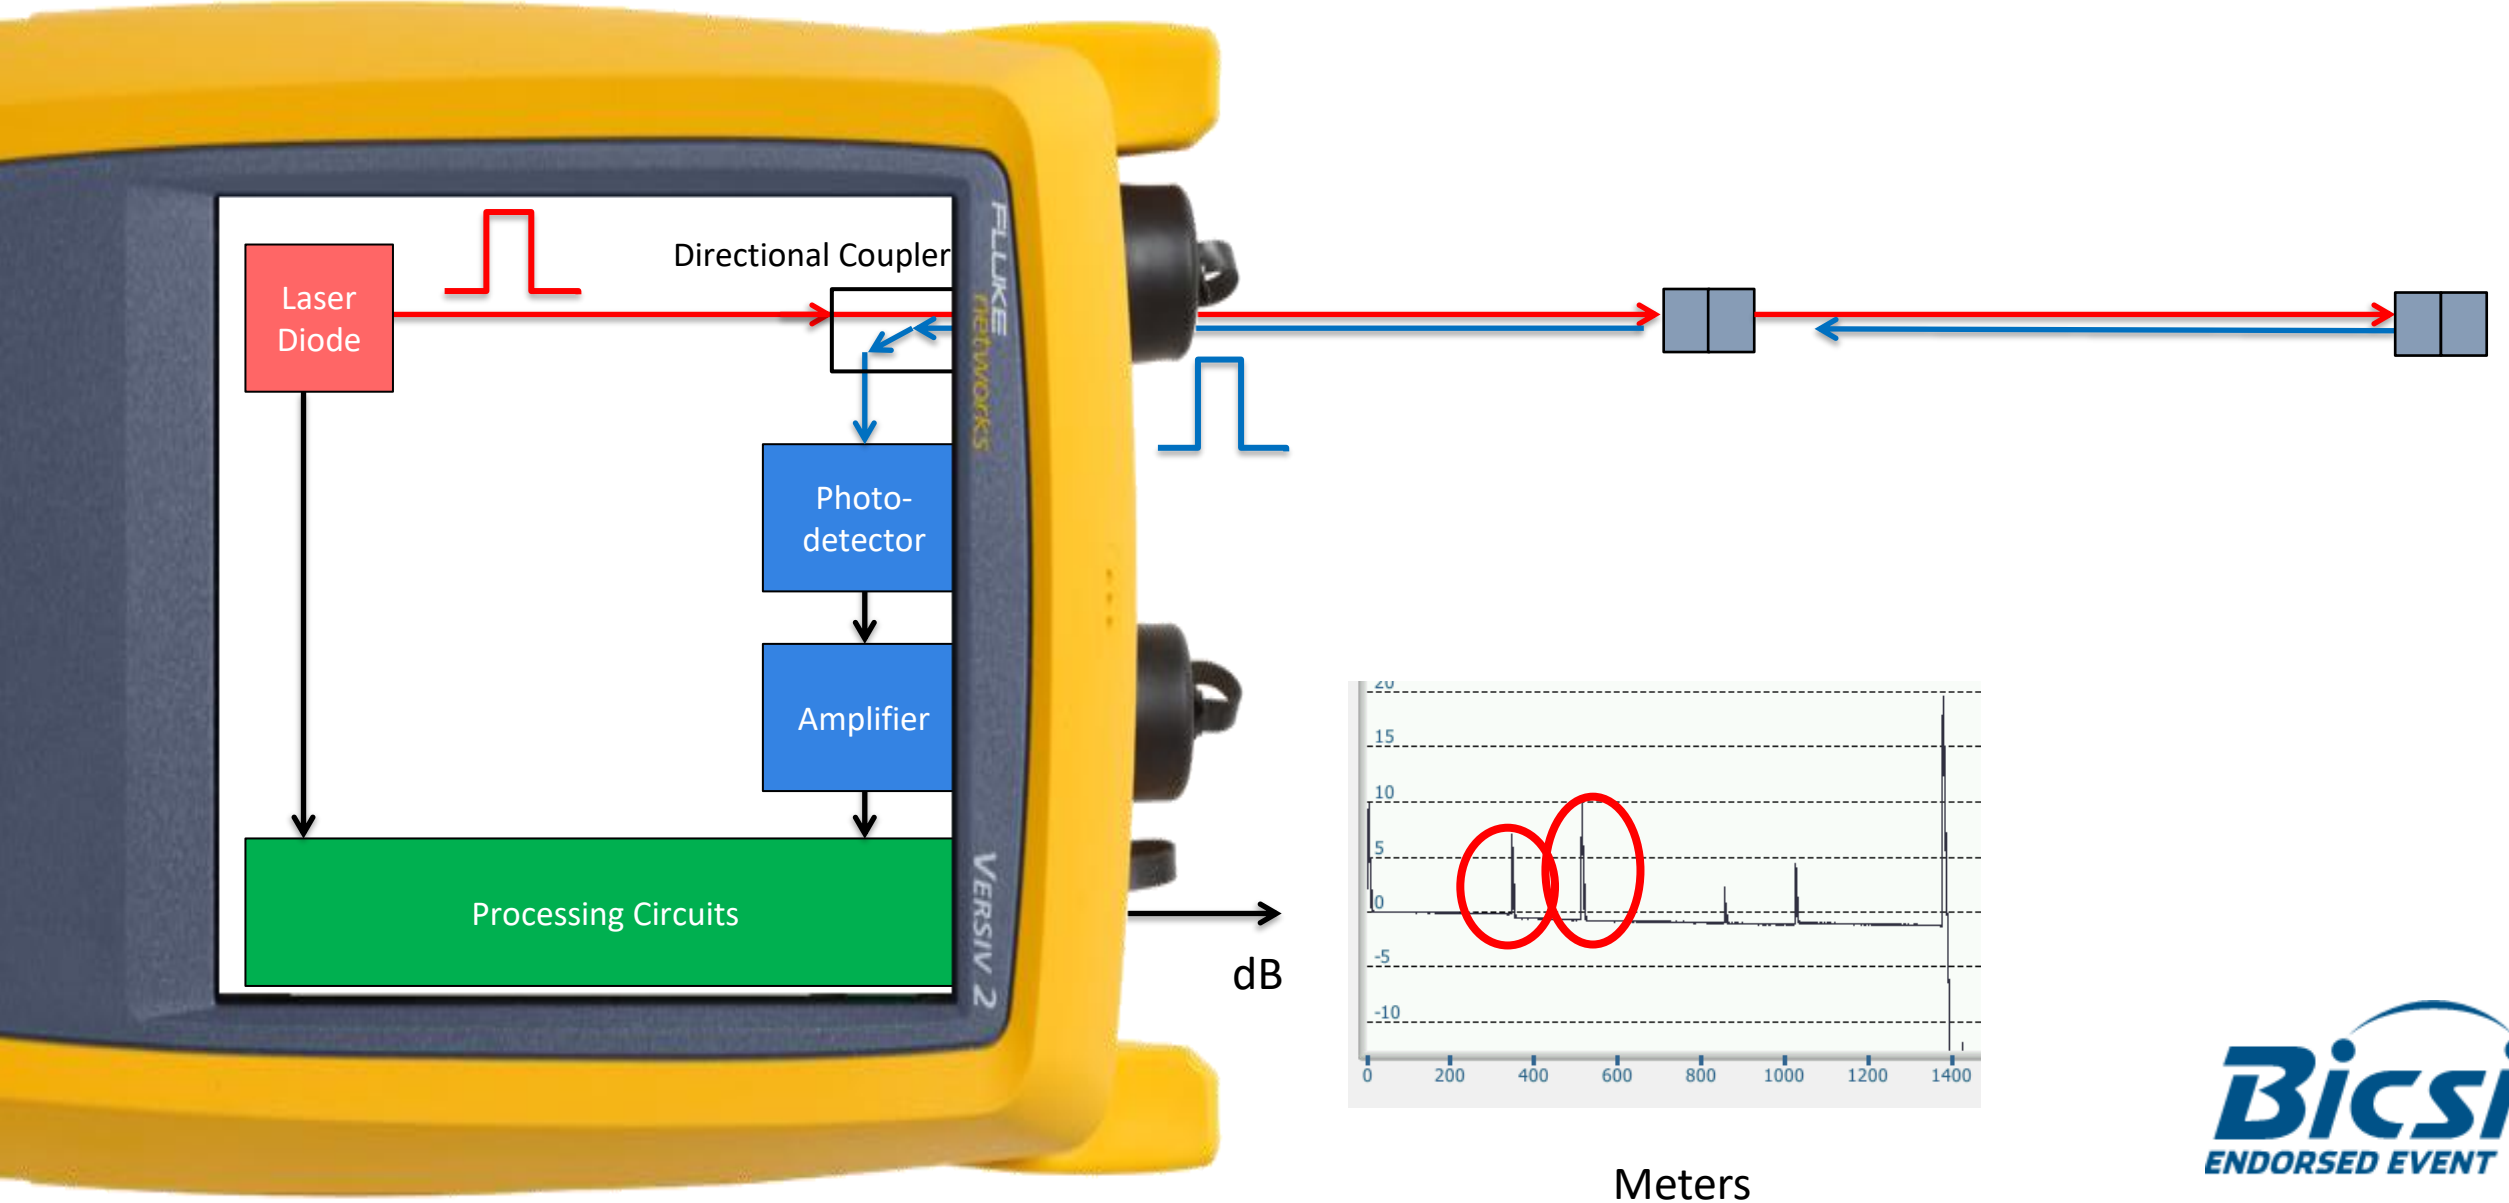 Directional Coupler
Laser
Diode
FLUKE
networks
Photo-
detector
Amplifier
Processing Circuits
VERSIV 2
dB
20
15
10
5
0
-5
-10
0 200 400 600 800 1000 1200 1400
Meters
Bicsi
ENDORSED EVENT